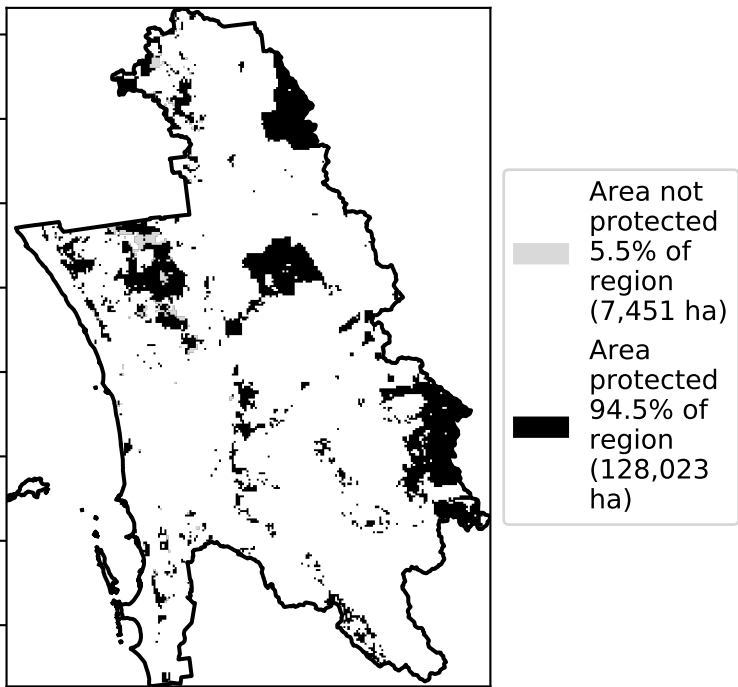 Area not
protected
5.5% of
region
(7,451 ha)
Area
protected
94.5% of
region
(128,023
ha)